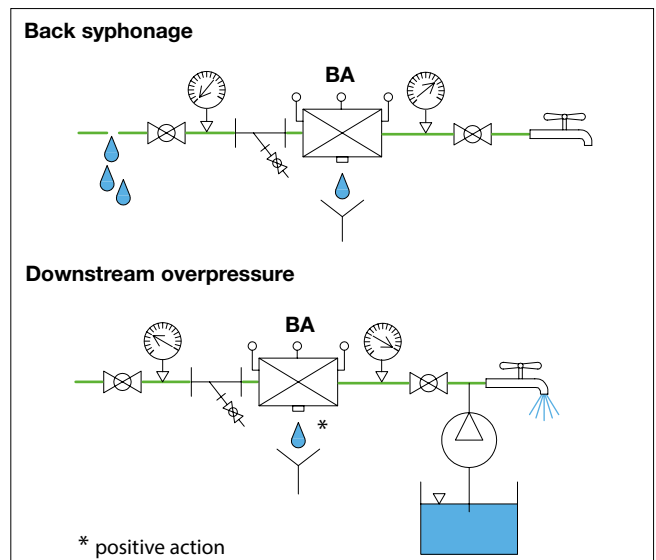 Back syphonage
BA
Downstream overpressure
BA
*
* positive action